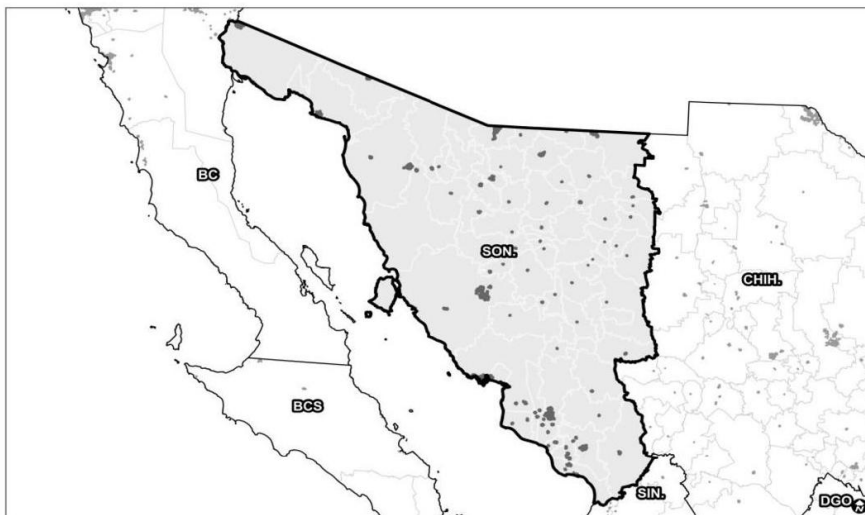 BC
SON.
CHIH.
BCS
SIN.
DGO